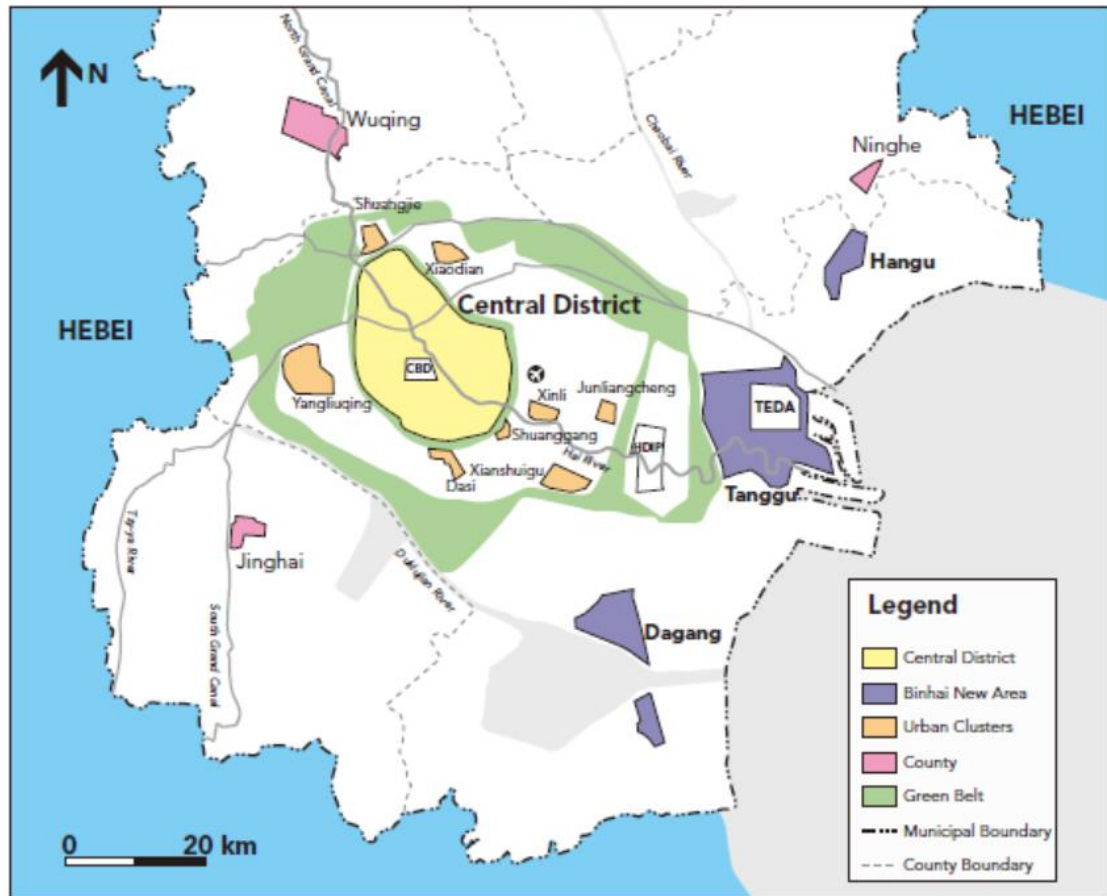 N
North Grand Canal
Wuqing
HEBEI
Chaobai River
Ninghe
Shuangjie
Xiaodian
Hangu
Central District
HEBEI
CBD
Yangliuqing
Xinli
Junliangcheng
TEDA
Shuanggang
HDIP
Hai River
Xianshuigu
Dasi
Tanggu
Jinghai
River
South Grand Canal
River
Dagang
Legend
Central District
Binhai New Area
Urban Clusters
County
Green Belt
Municipal Boundary
County Boundary
0 20 km